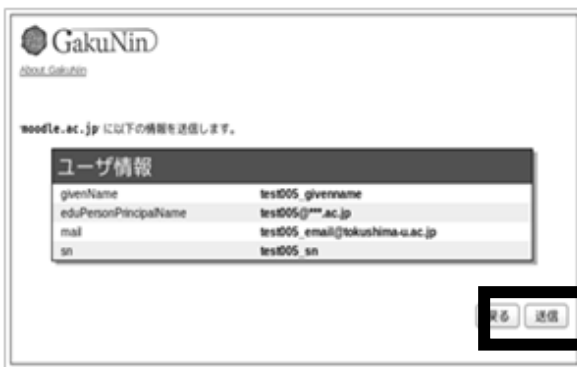 GakuNin
About GakuNin
moodle.ac.jp に以下の情報を送信します。
ユーザ情報
givenName test005_givenname
eduPersonPrincipalName test005@***.ac.jp
mail test005_email@tokushima-u.ac.jp
sn test005_sn
戻る 送信